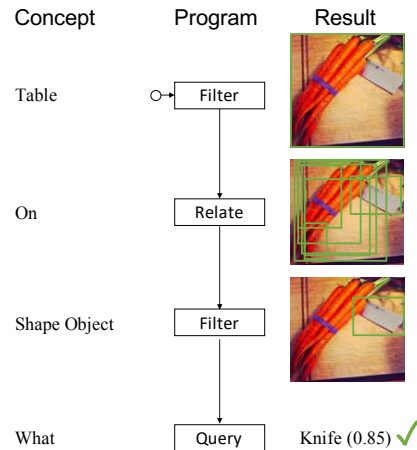 Concept Program Result
Table Filter
On Relate
Shape Object Filter
What Query Knife (0.85)